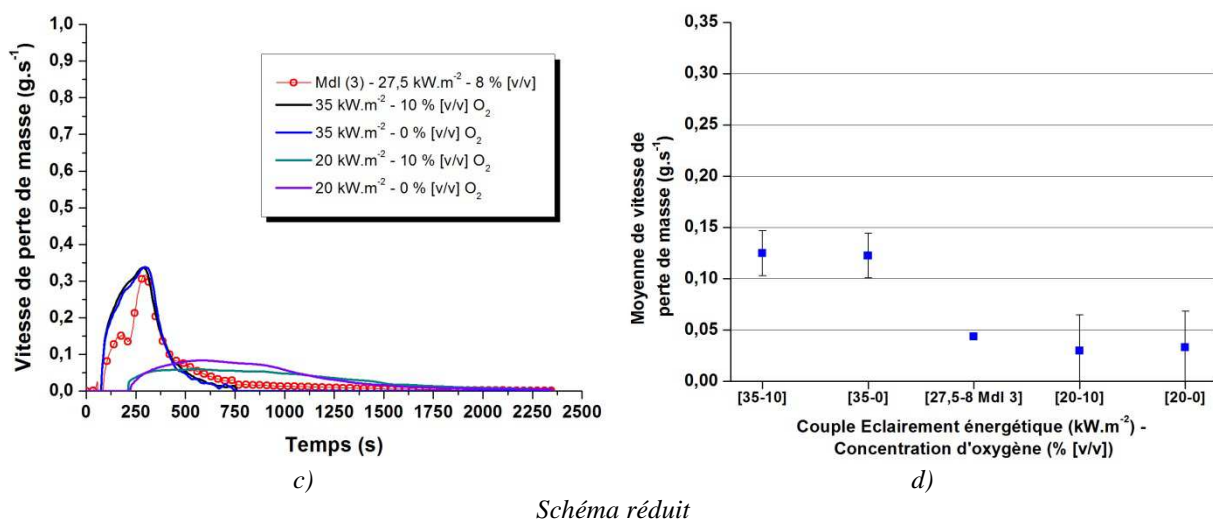 Vitesse de perte de masse (g.s⁻¹)
1,0
0,9
0,8
0,7
0,6
0,5
0,4
0,3
0,2
0,1
0,0
Mdl (3) - 27,5 kW.m⁻² - 8 % [v/v]
35 kW.m⁻² - 10 % [v/v] O₂
35 kW.m⁻² - 0 % [v/v] O₂
20 kW.m⁻² - 10 % [v/v] O₂
20 kW.m⁻² - 0 % [v/v] O₂
0 250 500 750 1000 1250 1500 1750 2000 2250 2500
Temps (s)
c)
Moyenne de vitesse de
perte de masse (g.s⁻¹)
0,35
0,30
0,25
0,20
0,15
0,10
0,05
0,00
[35-10] [35-0] [27,5-8 Mdl 3] [20-10] [20-0]
Couple Eclairement énergétique (kW.m⁻²) -
Concentration d'oxygène (% [v/v])
d)
Schéma réduit